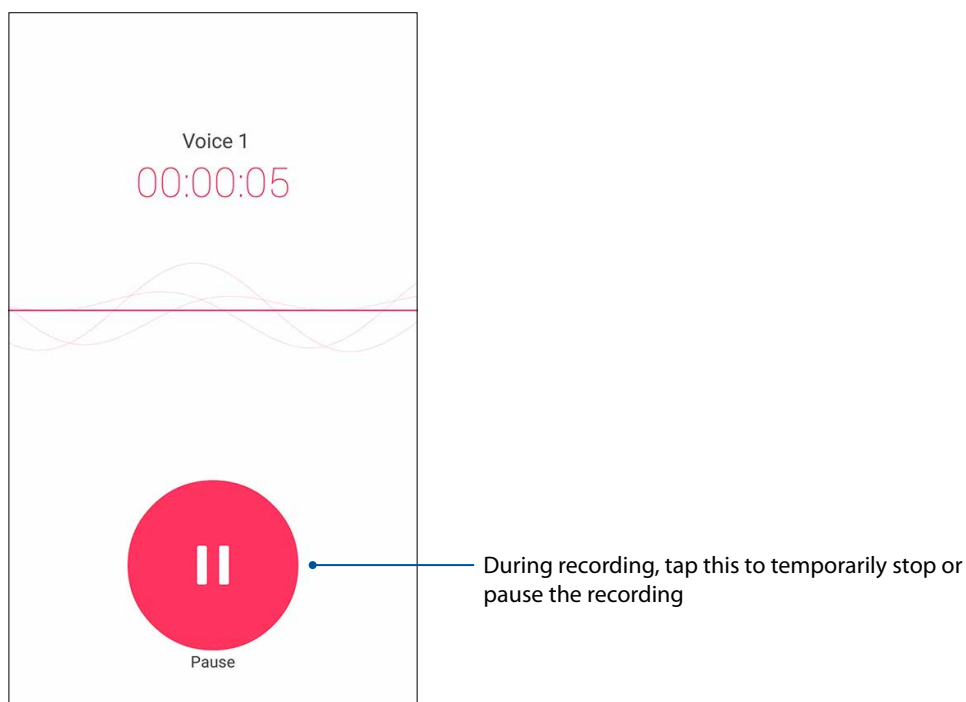 Voice 1
00:00:05
During recording, tap this to temporarily stop or
pause the recording
Pause